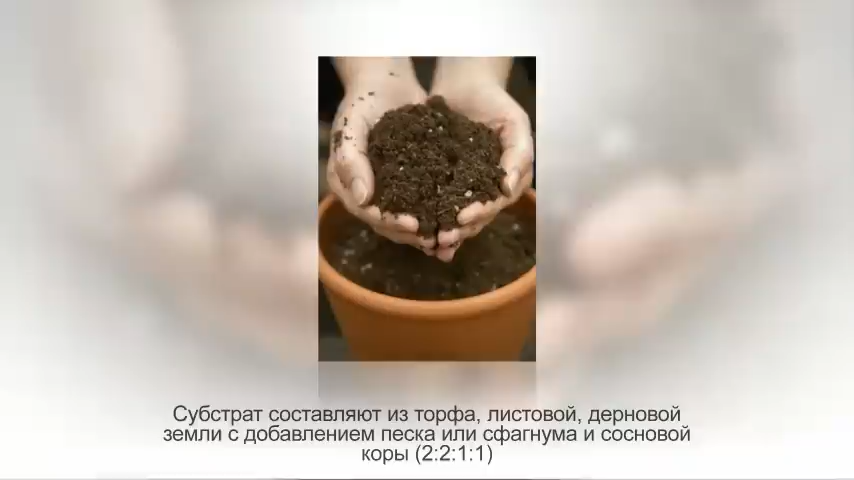 Субстрат составляют из торфа, листовой, дерновой
земли с добавлением песка или сфагнума и сосновой
коры (2:2:1:1)